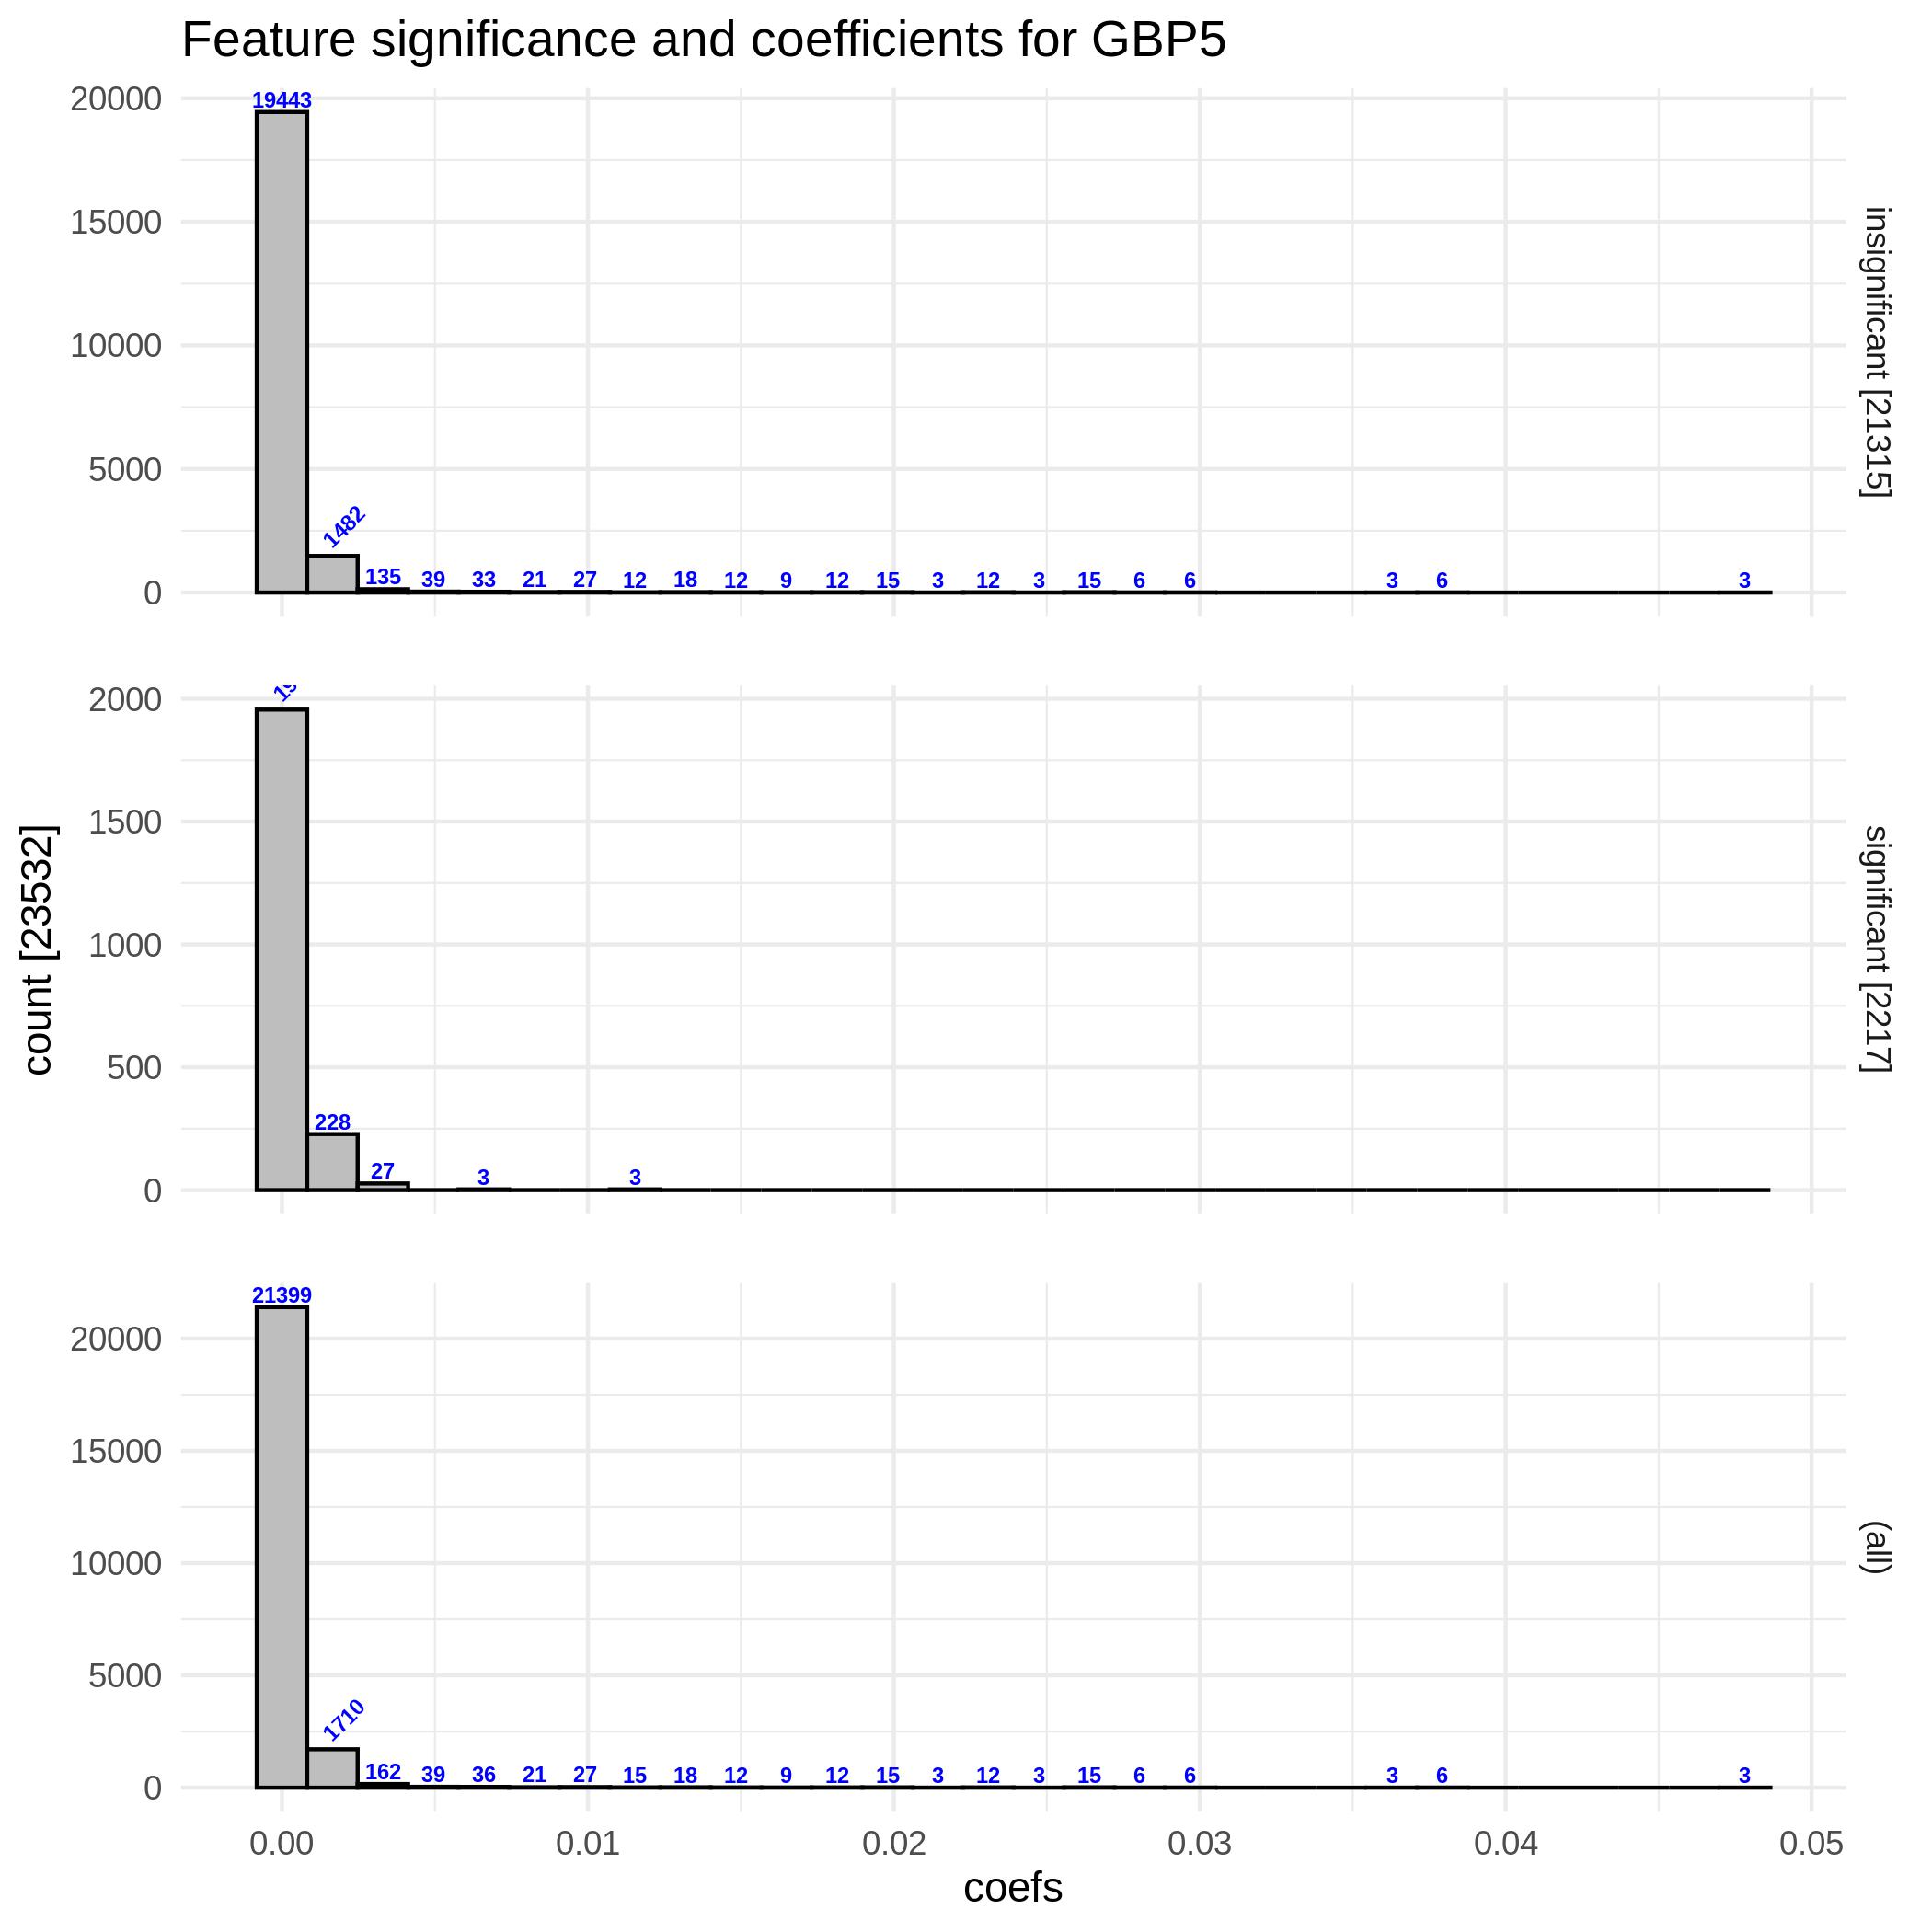 Feature significance and coefficients for GBP5
20000
15000
10000
5000
0
19443
1482
135 39 33 21 27 12 18 12 9 12 15 3 12 3 15 6 6 3 6 3
insignificant [21315]
count [23532]
2000
1500
1000
500
0
228
27 3 3
significant [2217]
20000
15000
10000
5000
0
21399
1710
162 39 36 21 27 15 18 12 9 12 15 3 12 3 15 6 6 3 6 3
(all)
0.00 0.01 0.02 0.03 0.04 0.05
coefs